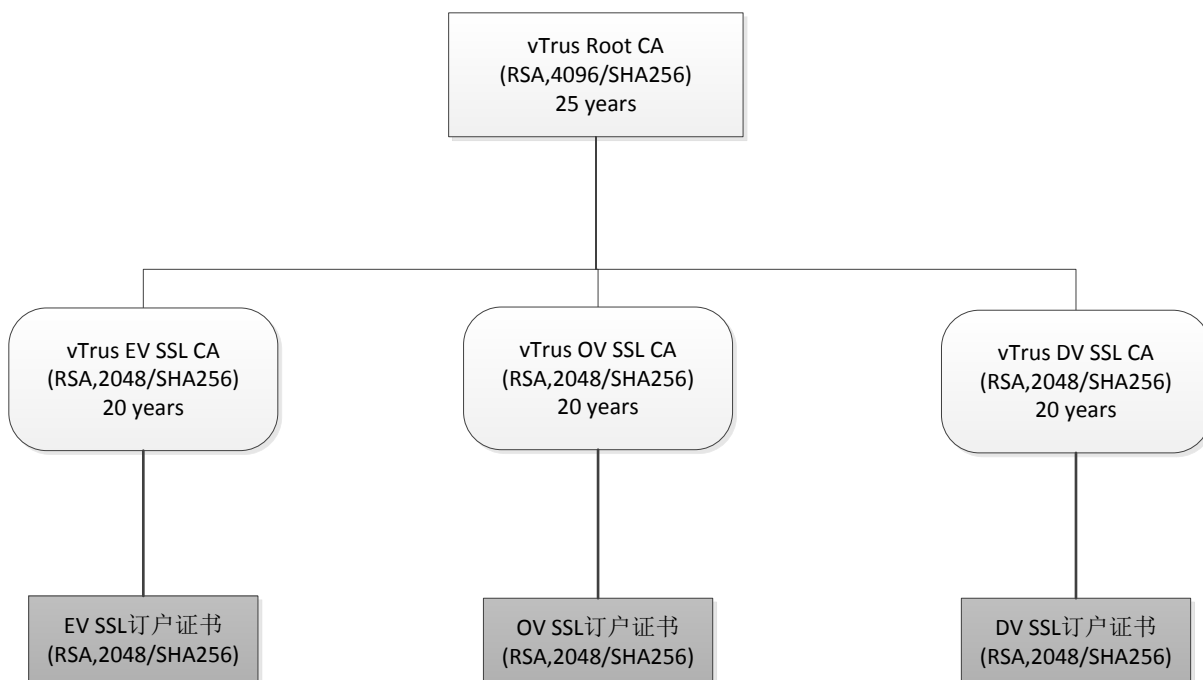 vTrus Root CA
(RSA,4096/SHA256)
25 years
vTrus EV SSL CA
(RSA,2048/SHA256)
20 years
vTrus OV SSL CA
(RSA,2048/SHA256)
20 years
vTrus DV SSL CA
(RSA,2048/SHA256)
20 years
EV SSL订户证书
(RSA,2048/SHA256)
OV SSL订户证书
(RSA,2048/SHA256)
DV SSL订户证书
(RSA,2048/SHA256)